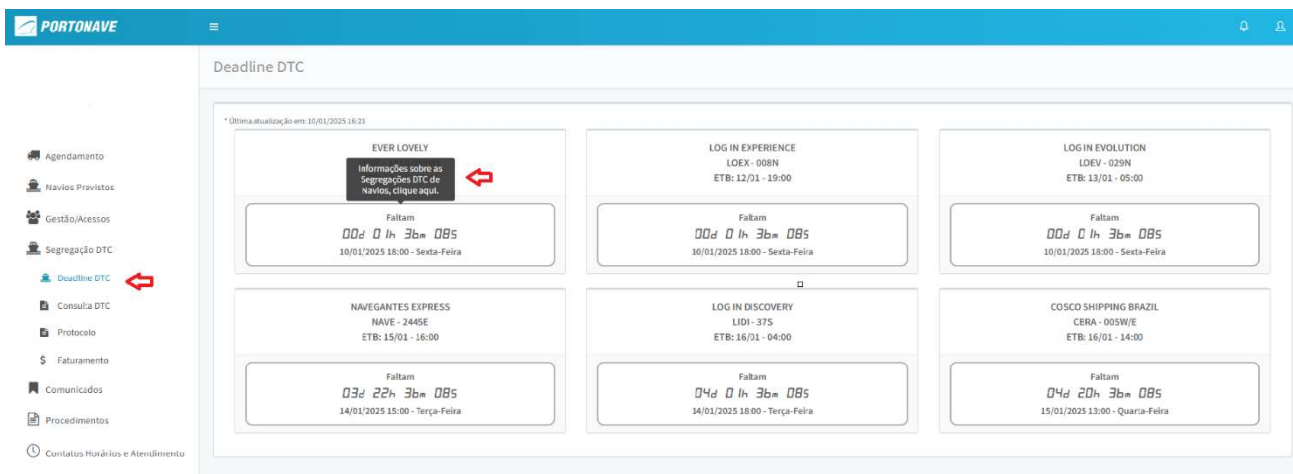 PORTONAVE
Deadline DTC
* Última atualização em: 10/01/2025 16:23
Agendamento
Navios Previstos
Gestão/Acessos
Segregação DTC
Deadline DTC
Consulta DTC
Protocolo
$ Faturamento
Comunicados
Procedimentos
Contatos Horários e Atendimento
EVER LOVELY
Informações sobre as
Segregações DTC de
Navios, clique aqui.
Faltam
00d 01h 36m 08s
10/01/2025 18:00 - Sexta-Feira
LOG IN EXPERIENCE
LOEX - 008N
ETB: 12/01 - 19:00
Faltam
00d 01h 36m 08s
10/01/2025 18:00 - Sexta-Feira
LOG IN EVOLUTION
LOEV - 029N
ETB: 13/01 - 05:00
Faltam
00d 01h 36m 08s
10/01/2025 18:00 - Sexta-Feira
NAVEGANTES EXPRESS
NAVE - 2445E
ETB: 15/01 - 16:00
Faltam
03d 22h 36m 08s
14/01/2025 15:00 - Terça-Feira
LOG IN DISCOVERY
LIDI - 375
ETB: 16/01 - 04:00
Faltam
04d 01h 36m 08s
14/01/2025 18:00 - Terça-Feira
COSCO SHIPPING BRAZIL
CERA - 005W/E
ETB: 16/01 - 14:00
Faltam
04d 20h 36m 08s
15/01/2025 13:00 - Quarta-Feira